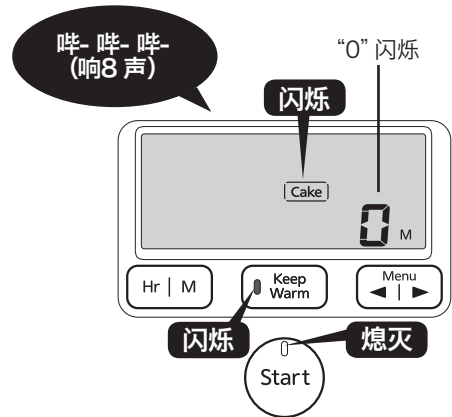 哔- 哔- 哔-
(响8 声)
“0” 闪烁
闪烁
Cake
0 M
Hr | M
Keep
Warm
Menu
◀ | ▶
闪烁
熄灭
Start